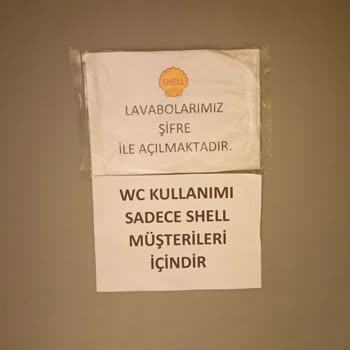 SHELL
LAVABOLARIMIZ
ŞİFRE
İLE AÇILMAKTADIR.
WC KULLANIMI
SADECE SHELL
MÜŞTERİLERİ
İÇİNDİR